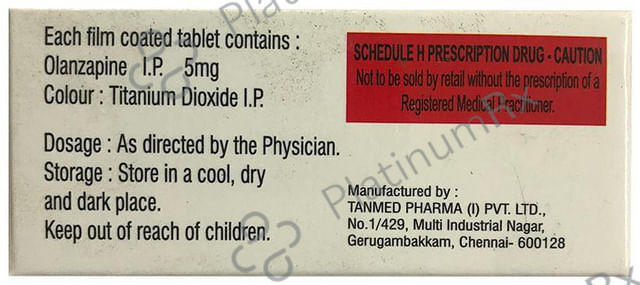 Each film coated tablet contains :
Olanzapine I.P. 5mg
Colour : Titanium Dioxide I.P.
Dosage : As directed by the Physician.
Storage : Store in a cool, dry
and dark place.
Keep out of reach of children.
SCHEDULE H PRESCRIPTION DRUG - CAUTION
Not to be sold by retail without the prescription of a
Registered Medical Practitioner.
Manufactured by :
TANMED PHARMA (I) PVT. LTD.,
No.1/429, Multi Industrial Nagar,
Gerugambakkam, Chennai- 600128
PlatinumRx